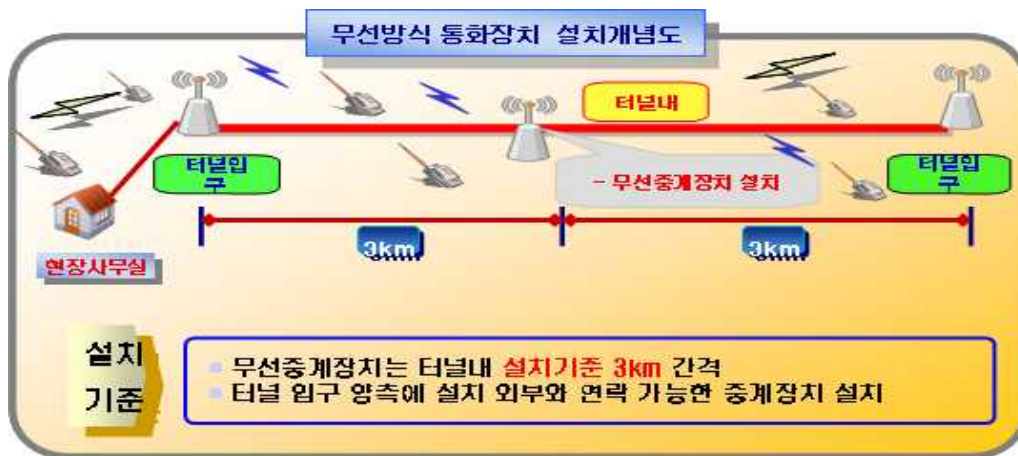 무선방식 통화장치 설치개념도
터널내
터널입
구
터널입
구
- 무선중계장치 설치
3km
3km
현장사무실
설치
기준
무선중계장치는 터널내 설치기준 3km 간격
터널 입구 양측에 설치 외부와 연락 가능한 중계장치 설치